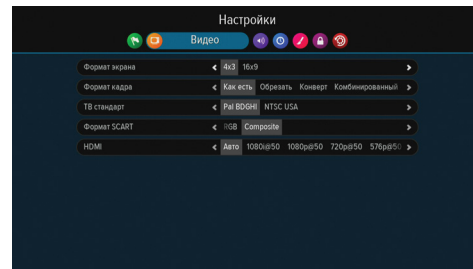 Настройки
Видео
Формат экрана 4x3 16x9
Формат кадра Как есть Обрезать Конверт Комбинированный
ТВ стандарт Pal BDGHI NTSC USA
Формат SCART RGB Composite
HDMI Авто 1080i@50 1080p@50 720p@50 576p@50